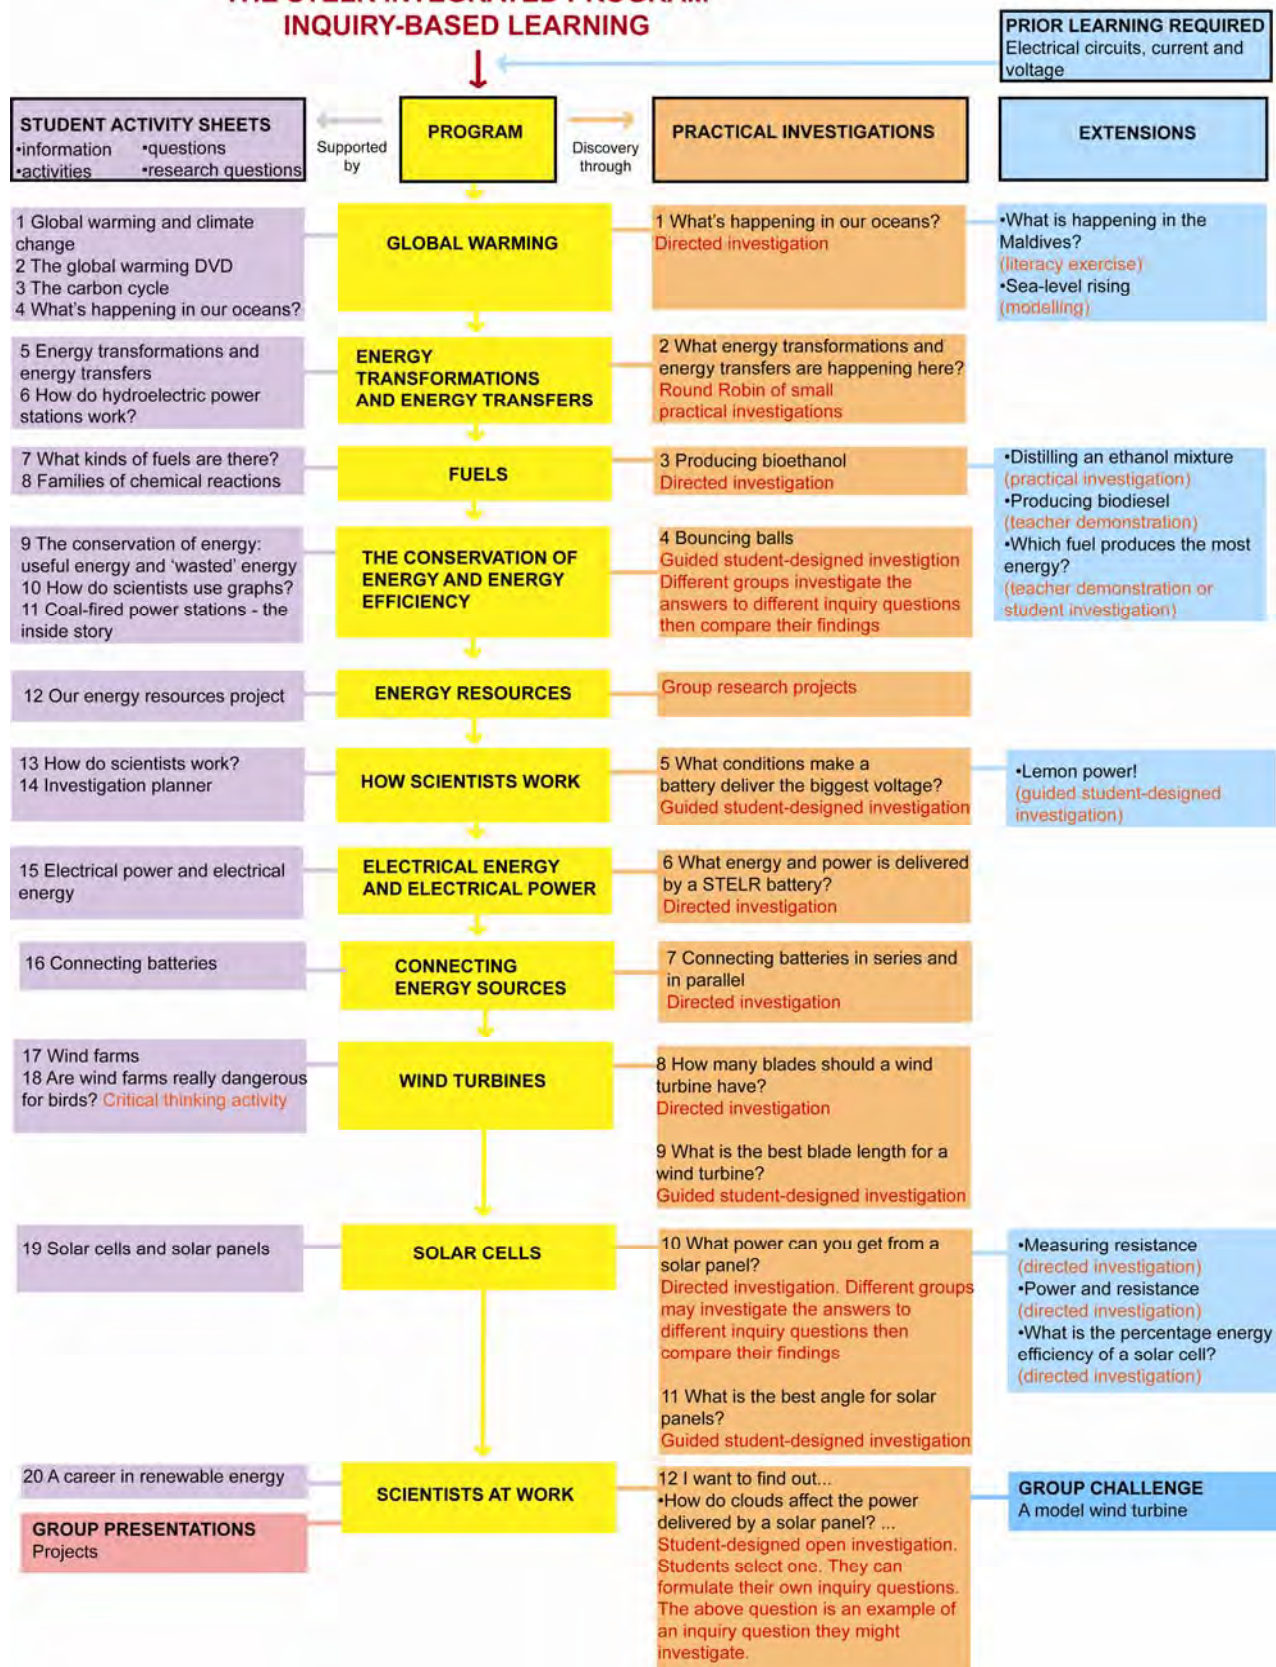 INQUIRY-BASED LEARNING
PRIOR LEARNING REQUIRED
Electrical circuits, current and
voltage
STUDENT ACTIVITY SHEETS
•information •questions
•activities •research questions
Supported
by
PROGRAM
Discovery
through
PRACTICAL INVESTIGATIONS
EXTENSIONS
1 Global warming and climate
change
2 The global warming DVD
3 The carbon cycle
4 What's happening in our oceans?
GLOBAL WARMING
1 What's happening in our oceans?
Directed investigation
•What is happening in the
Maldives?
(literacy exercise)
•Sea-level rising
(modelling)
5 Energy transformations and
energy transfers
6 How do hydroelectric power
stations work?
ENERGY
TRANSFORMATIONS
AND ENERGY TRANSFERS
2 What energy transformations and
energy transfers are happening here?
Round Robin of small
practical investigations
7 What kinds of fuels are there?
8 Families of chemical reactions
FUELS
3 Producing bioethanol
Directed investigation
•Distilling an ethanol mixture
(practical investigation)
•Producing biodiesel
(teacher demonstration)
•Which fuel produces the most
energy?
(teacher demonstration or
student investigation)
9 The conservation of energy:
useful energy and 'wasted' energy
10 How do scientists use graphs?
11 Coal-fired power stations - the
inside story
THE CONSERVATION OF
ENERGY AND ENERGY
EFFICIENCY
4 Bouncing balls
Guided student-designed investigtion
Different groups investigate the
answers to different inquiry questions
then compare their findings
12 Our energy resources project
ENERGY RESOURCES
Group research projects
13 How do scientists work?
14 Investigation planner
HOW SCIENTISTS WORK
5 What conditions make a
battery deliver the biggest voltage?
Guided student-designed investigation
•Lemon power!
(guided student-designed
investigation)
15 Electrical power and electrical
energy
ELECTRICAL ENERGY
AND ELECTRICAL POWER
6 What energy and power is delivered
by a STELR battery?
Directed investigation
16 Connecting batteries
CONNECTING
ENERGY SOURCES
7 Connecting batteries in series and
in parallel
Directed investigation
17 Wind farms
18 Are wind farms really dangerous
for birds? Critical thinking activity
WIND TURBINES
8 How many blades should a wind
turbine have?
Directed investigation
9 What is the best blade length for a
wind turbine?
Guided student-designed investigation
19 Solar cells and solar panels
SOLAR CELLS
10 What power can you get from a
solar panel?
Directed investigation. Different groups
may investigate the answers to
different inquiry questions then
compare their findings
11 What is the best angle for solar
panels?
Guided student-designed investigation
•Measuring resistance
(directed investigation)
•Power and resistance
(directed investigation)
•What is the percentage energy
efficiency of a solar cell?
(directed investigation)
20 A career in renewable energy
GROUP PRESENTATIONS
Projects
SCIENTISTS AT WORK
12 I want to find out...
•How do clouds affect the power
delivered by a solar panel? ...
Student-designed open investigation.
Students select one. They can
formulate their own inquiry questions.
The above question is an example of
an inquiry question they might
investigate.
GROUP CHALLENGE
A model wind turbine